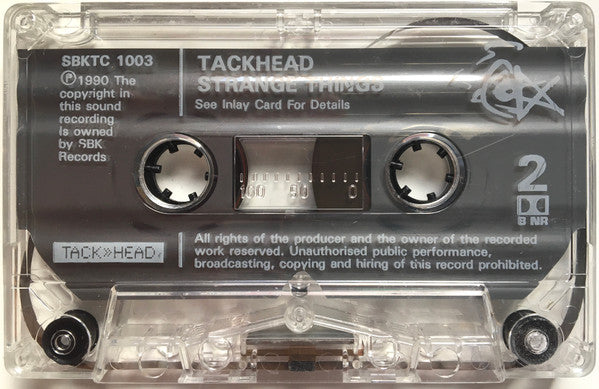 SBKTC 1003
℗1990 The
copyright in
this sound
recording
is owned
by SBK
Records
TACKHEAD
STRANGE THINGS
See Inlay Card For Details
100 50 0
2
B NR
TACK»HEAD
All rights of the producer and the owner of the recorded
work reserved. Unauthorised public performance,
broadcasting, copying and hiring of this record prohibited.